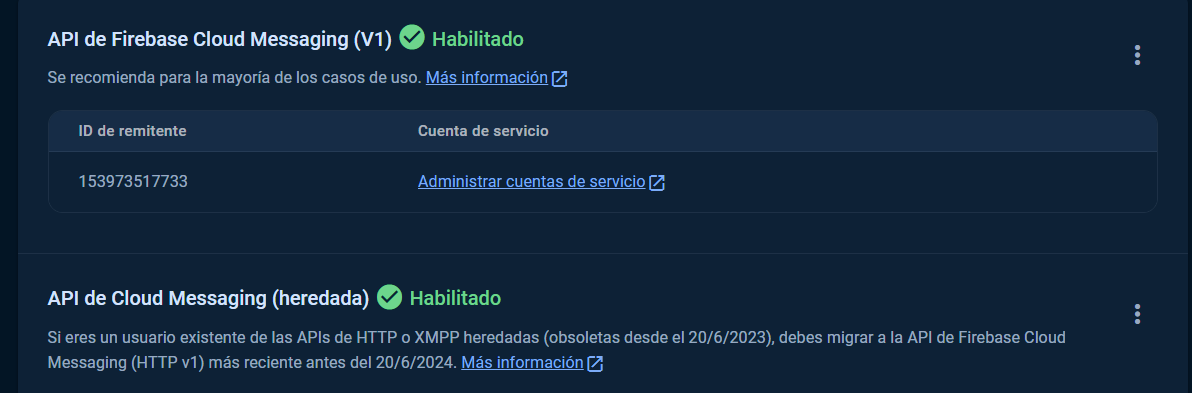 API de Firebase Cloud Messaging (V1) Habilitado
Se recomienda para la mayoría de los casos de uso. Más información
ID de remitente Cuenta de servicio
153973517733 Administrar cuentas de servicio
API de Cloud Messaging (heredada) Habilitado
Si eres un usuario existente de las APIs de HTTP o XMPP heredadas (obsoletas desde el 20/6/2023), debes migrar a la API de Firebase Cloud
Messaging (HTTP v1) más reciente antes del 20/6/2024. Más información